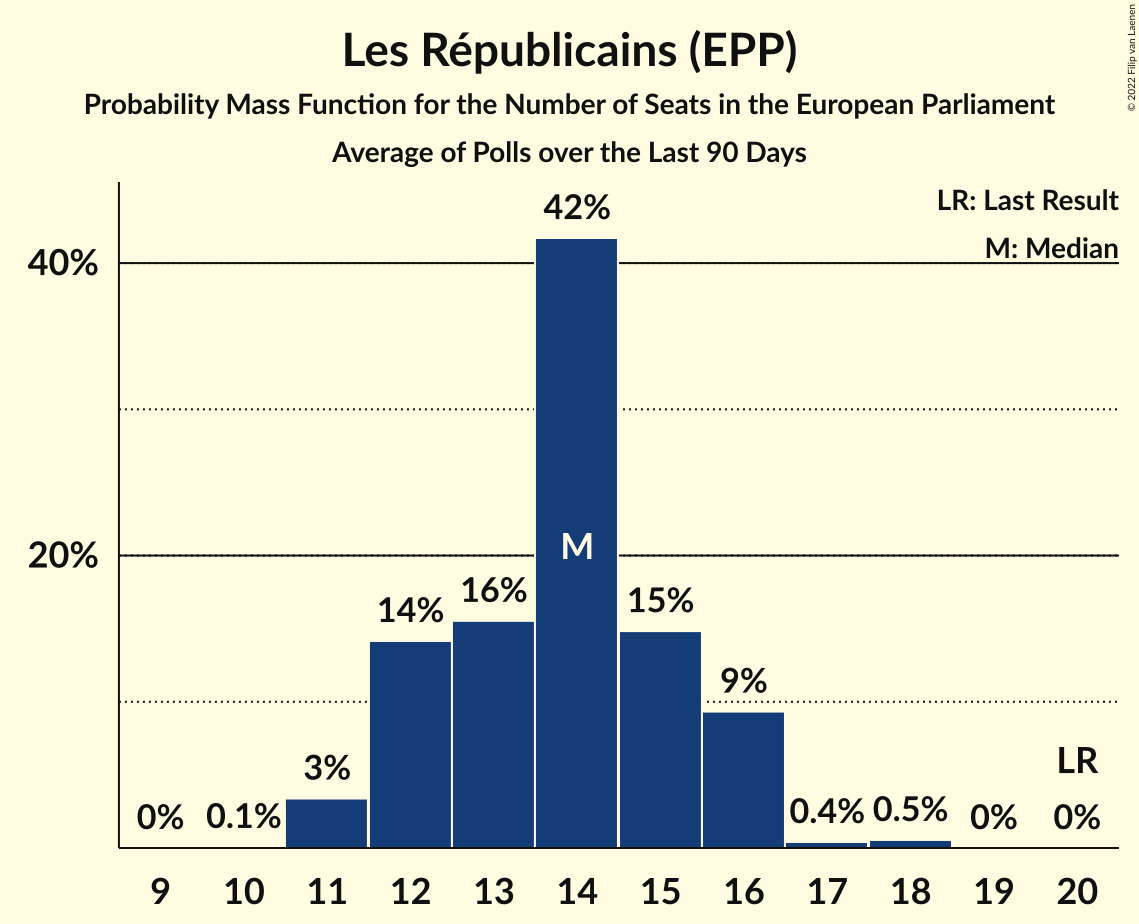 Les Républicains (EPP)
Probability Mass Function for the Number of Seats in the European Parliament
Average of Polls over the Last 90 Days
© 2022 Filip van Laenen
LR: Last Result
M: Median
40%
20%
0% 0.1% 3% 14% 16% 42% 15% 9% 0.4% 0.5% 0% 0%
M
LR
9 10 11 12 13 14 15 16 17 18 19 20